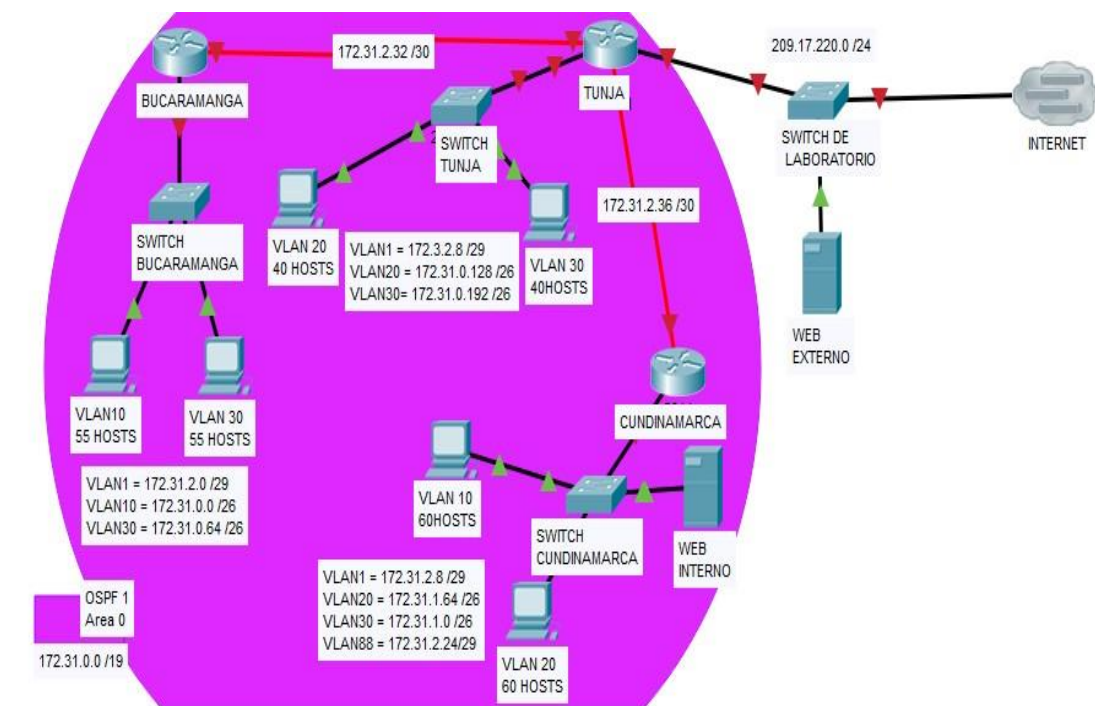 172.31.2.32 /30
BUCARAMANGA
TUNJA
209.17.220.0 /24
INTERNET
SWITCH DE
LABORATORIO
SWITCH
TUNJA
172.31.2.36 /30
SWITCH
BUCARAMANGA
VLAN 20
40 HOSTS
VLAN1 = 172.3.2.8 /29
VLAN20 = 172.31.0.128 /26
VLAN30= 172.31.0.192 /26
VLAN 30
40HOSTS
WEB
EXTERNO
VLAN10
55 HOSTS
VLAN 30
55 HOSTS
CUNDINAMARCA
VLAN1 = 172.31.2.0 /29
VLAN10 = 172.31.0.0 /26
VLAN30 = 172.31.0.64 /26
VLAN 10
60HOSTS
SWITCH
CUNDINAMARCA
WEB
INTERNO
VLAN1 = 172.31.2.8 /29
VLAN20 = 172.31.1.64 /26
VLAN30 = 172.31.1.0 /26
VLAN88 = 172.31.2.24/29
OSPF 1
Area 0
172.31.0.0 /19
VLAN 20
60 HOSTS